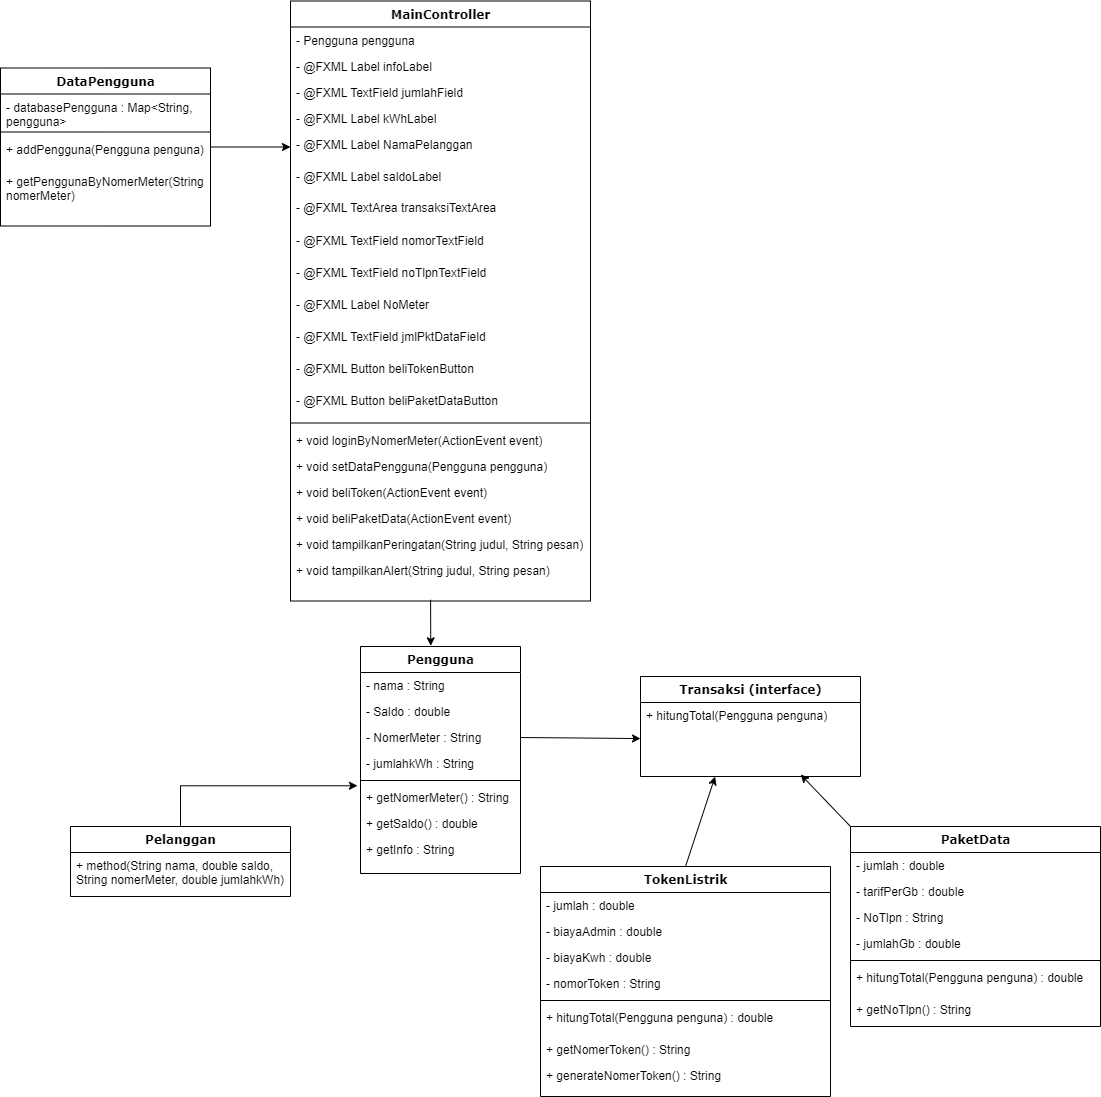 MainController
- Pengguna pengguna
- @FXML Label infoLabel
- @FXML TextField jumlahField
- @FXML Label kWhLabel
- @FXML Label NamaPelanggan
- @FXML Label saldoLabel
- @FXML TextArea transaksiTextArea
- @FXML TextField nomorTextField
- @FXML TextField noTlpnTextField
- @FXML Label NoMeter
- @FXML TextField jmlPktDataField
- @FXML Button beliTokenButton
- @FXML Button beliPaketDataButton
+ void loginByNomerMeter(ActionEvent event)
+ void setDataPengguna(Pengguna pengguna)
+ void beliToken(ActionEvent event)
+ void beliPaketData(ActionEvent event)
+ void tampilkanPeringatan(String judul, String pesan)
+ void tampilkanAlert(String judul, String pesan)
DataPengguna
- databasePengguna : Map<String,
pengguna>
+ addPengguna(Pengguna penguna)
+ getPenggunaByNomerMeter(String
nomerMeter)
Pengguna
- nama : String
- Saldo : double
- NomerMeter : String
- jumlahkWh : String
+ getNomerMeter() : String
+ getSaldo() : double
+ getInfo : String
Transaksi (interface)
+ hitungTotal(Pengguna penguna)
Pelanggan
+ method(String nama, double saldo,
String nomerMeter, double jumlahkWh)
TokenListrik
- jumlah : double
- biayaAdmin : double
- biayaKwh : double
- nomorToken : String
+ hitungTotal(Pengguna penguna) : double
+ getNomerToken() : String
+ generateNomerToken() : String
PaketData
- jumlah : double
- tarifPerGb : double
- NoTlpn : String
- jumlahGb : double
+ hitungTotal(Pengguna penguna) : double
+ getNoTlpn() : String